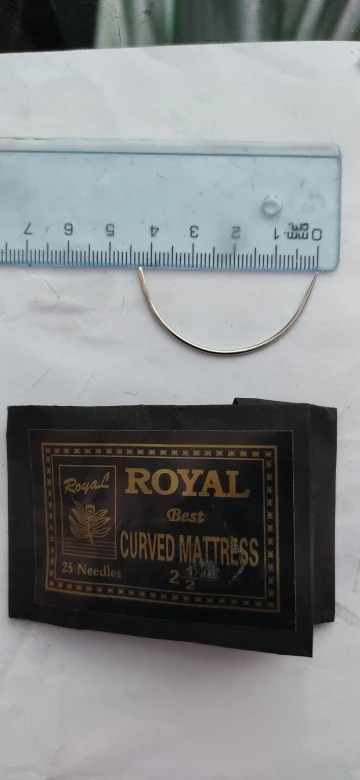 7 6 5 4 3 2 1 0
mm.
cm.
Royal
ROYAL
Best
CURVED MATTRESS
25 Needles
2 1/2